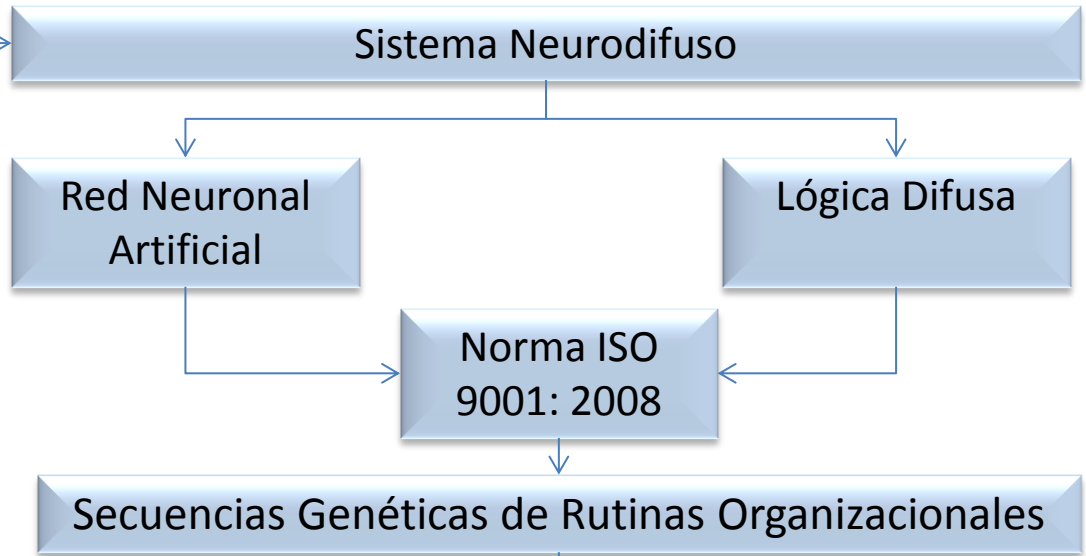 Sistema Neurodifuso
Red Neuronal
Artificial
Lógica Difusa
Norma ISO
9001: 2008
Secuencias Genéticas de Rutinas Organizacionales